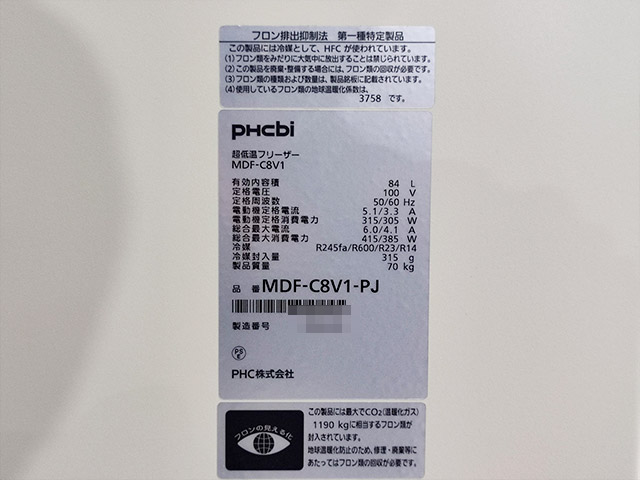 フロン排出抑制法 第一種特定製品
この製品には冷媒として、HFC が使われています。
(1)フロン類をみだりに大気中に放出することは禁じられています。
(2)この製品を廃棄・整備する場合には、フロン類の回収が必要です。
(3)フロン類の種類および数量は、製品銘板に記載されています。
(4)使用しているフロン類の地球温暖化係数は、
3758 です。
PHCbi
超低温フリーザー
MDF-C8V1
有効内容積 84 L
定格電圧 100 V
定格周波数 50/60 Hz
電動機定格電流 5.1/3.3 A
電動機定格消費電力 315/305 W
総合最大電流 6.0/4.1 A
総合最大消費電力 415/385 W
冷媒 R245fa/R600/R23/R14
冷媒封入量 315 g
製品質量 70 kg
品番 MDF-C8V1-PJ
製造番号
PS
E
PHC株式会社
フロンの見える化
この製品には最大でCO₂(温暖化ガス)
1190 kgに相当するフロン類が
封入されています。
地球温暖化防止のため、修理・廃棄等に
あたってはフロン類の回収が必要です。